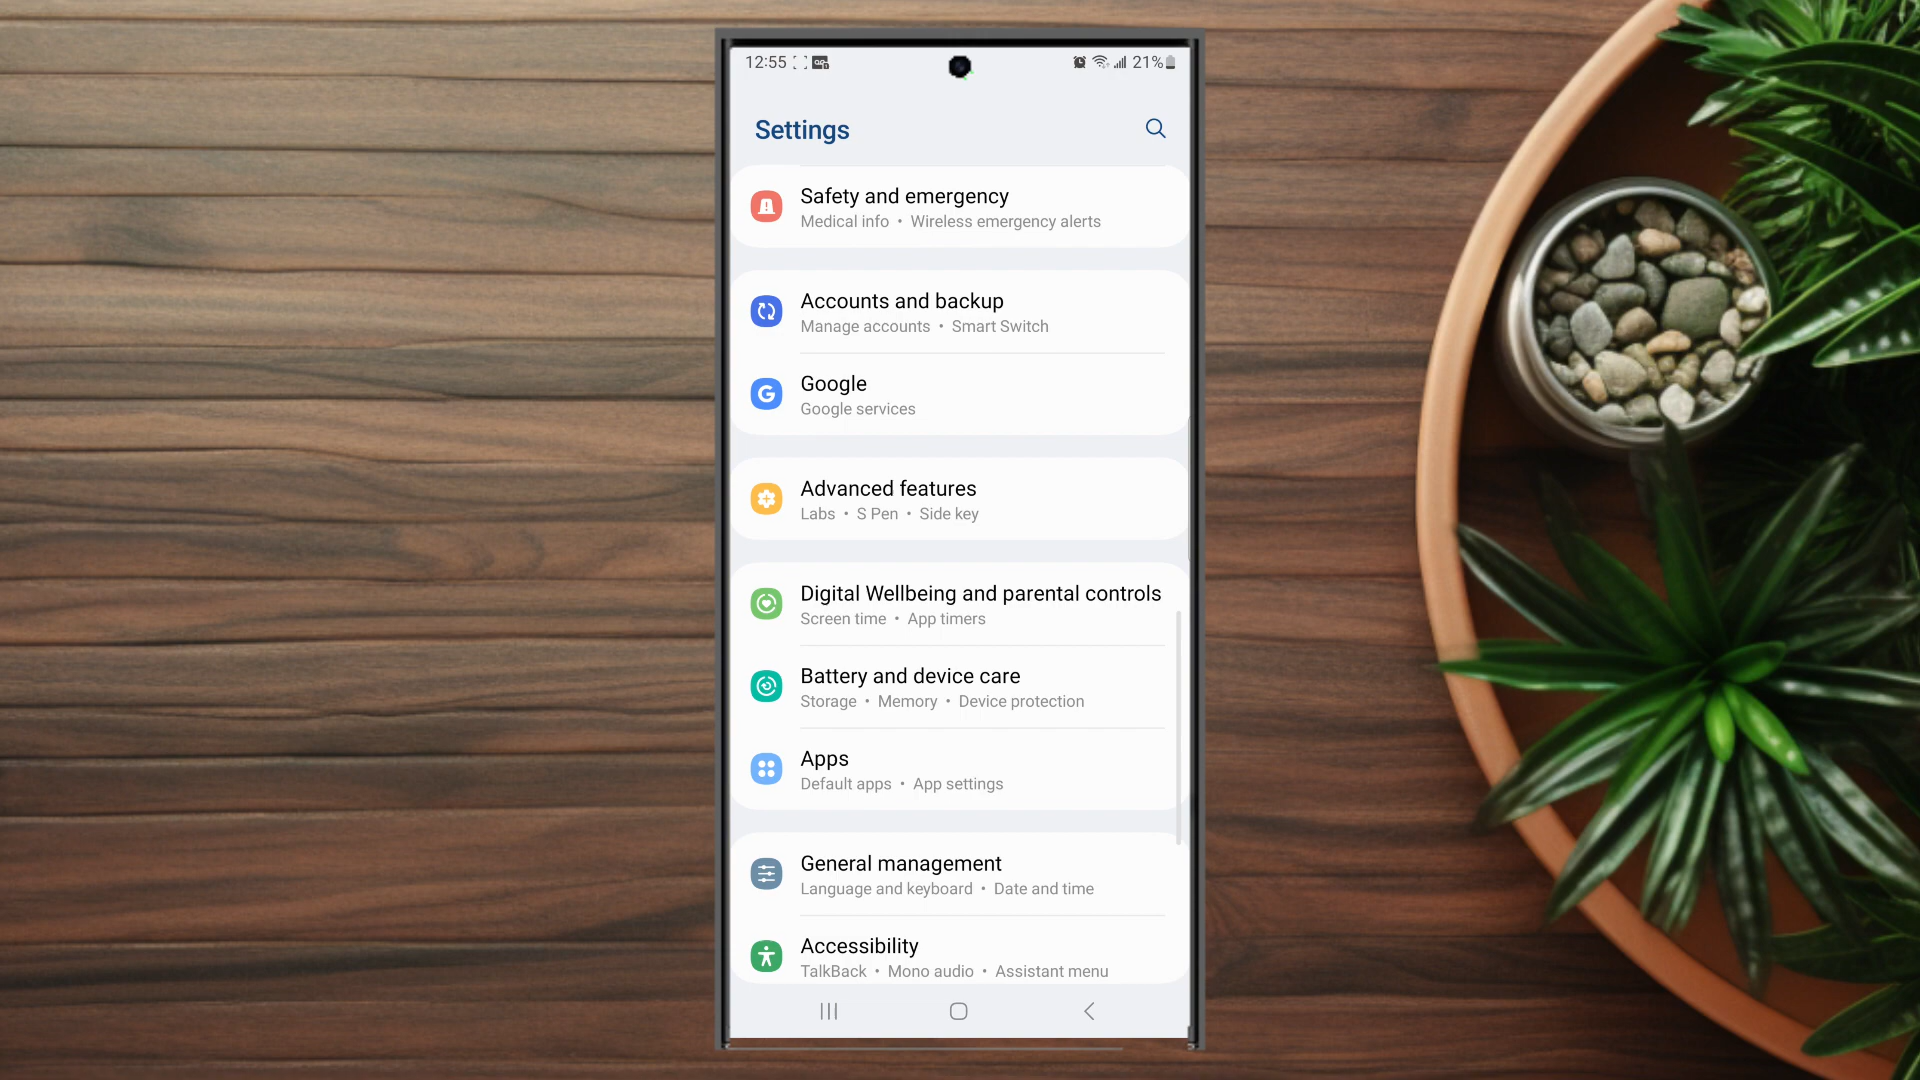 12:55 21%
Settings
Safety and emergency
Medical info • Wireless emergency alerts
Accounts and backup
Manage accounts • Smart Switch
Google
Google services
Advanced features
Labs • S Pen • Side key
Digital Wellbeing and parental controls
Screen time • App timers
Battery and device care
Storage • Memory • Device protection
Apps
Default apps • App settings
General management
Language and keyboard • Date and time
Accessibility
TalkBack • Mono audio • Assistant menu